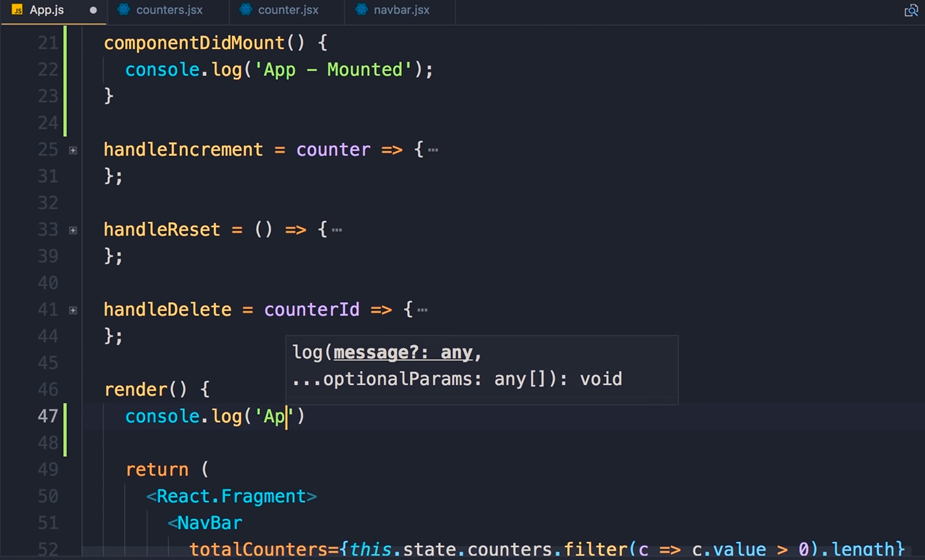 JS App.js ● counters.jsx counter.jsx navbar.jsx
21 componentDidMount() {
22 console.log('App - Mounted');
23 }
24
25 handleIncrement = counter => {…
31 };
32
33 handleReset = () => {…
39 };
40
41 handleDelete = counterId => {…
44 };
log(message?: any,
45
...optionalParams: any[]): void
46 render() {
47 console.log('Ap')
48
49 return (
50 <React.Fragment>
51 <NavBar
52 totalCounters={this.state.counters.filter(c => c.value > 0).length}